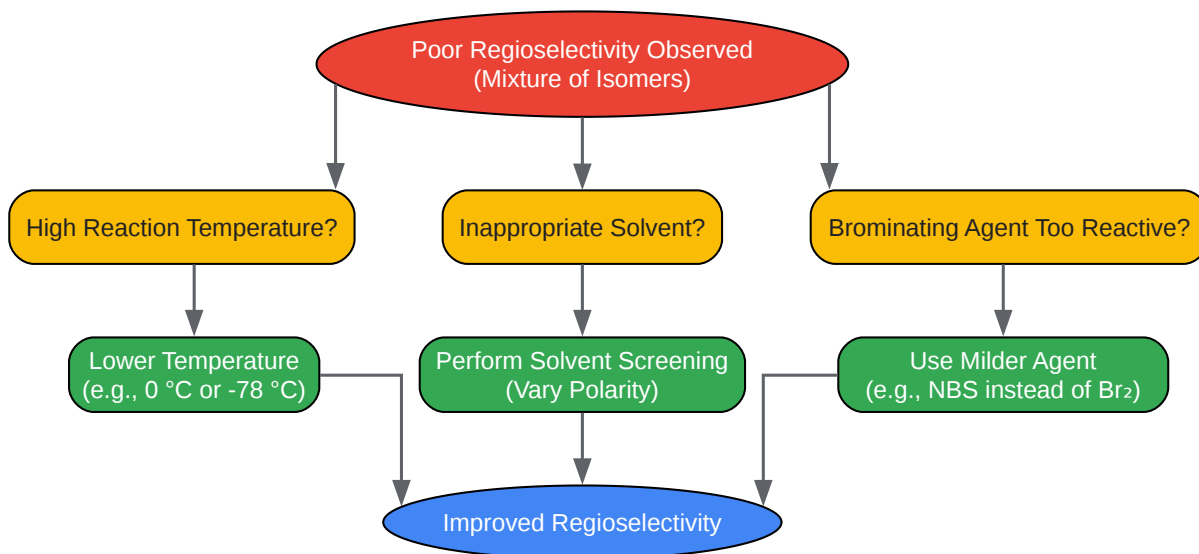 Poor Regioselectivity Observed
(Mixture of Isomers)
High Reaction Temperature?
Inappropriate Solvent?
Brominating Agent Too Reactive?
Lower Temperature
(e.g., 0 °C or -78 °C)
Perform Solvent Screening
(Vary Polarity)
Use Milder Agent
(e.g., NBS instead of Br₂)
Improved Regioselectivity